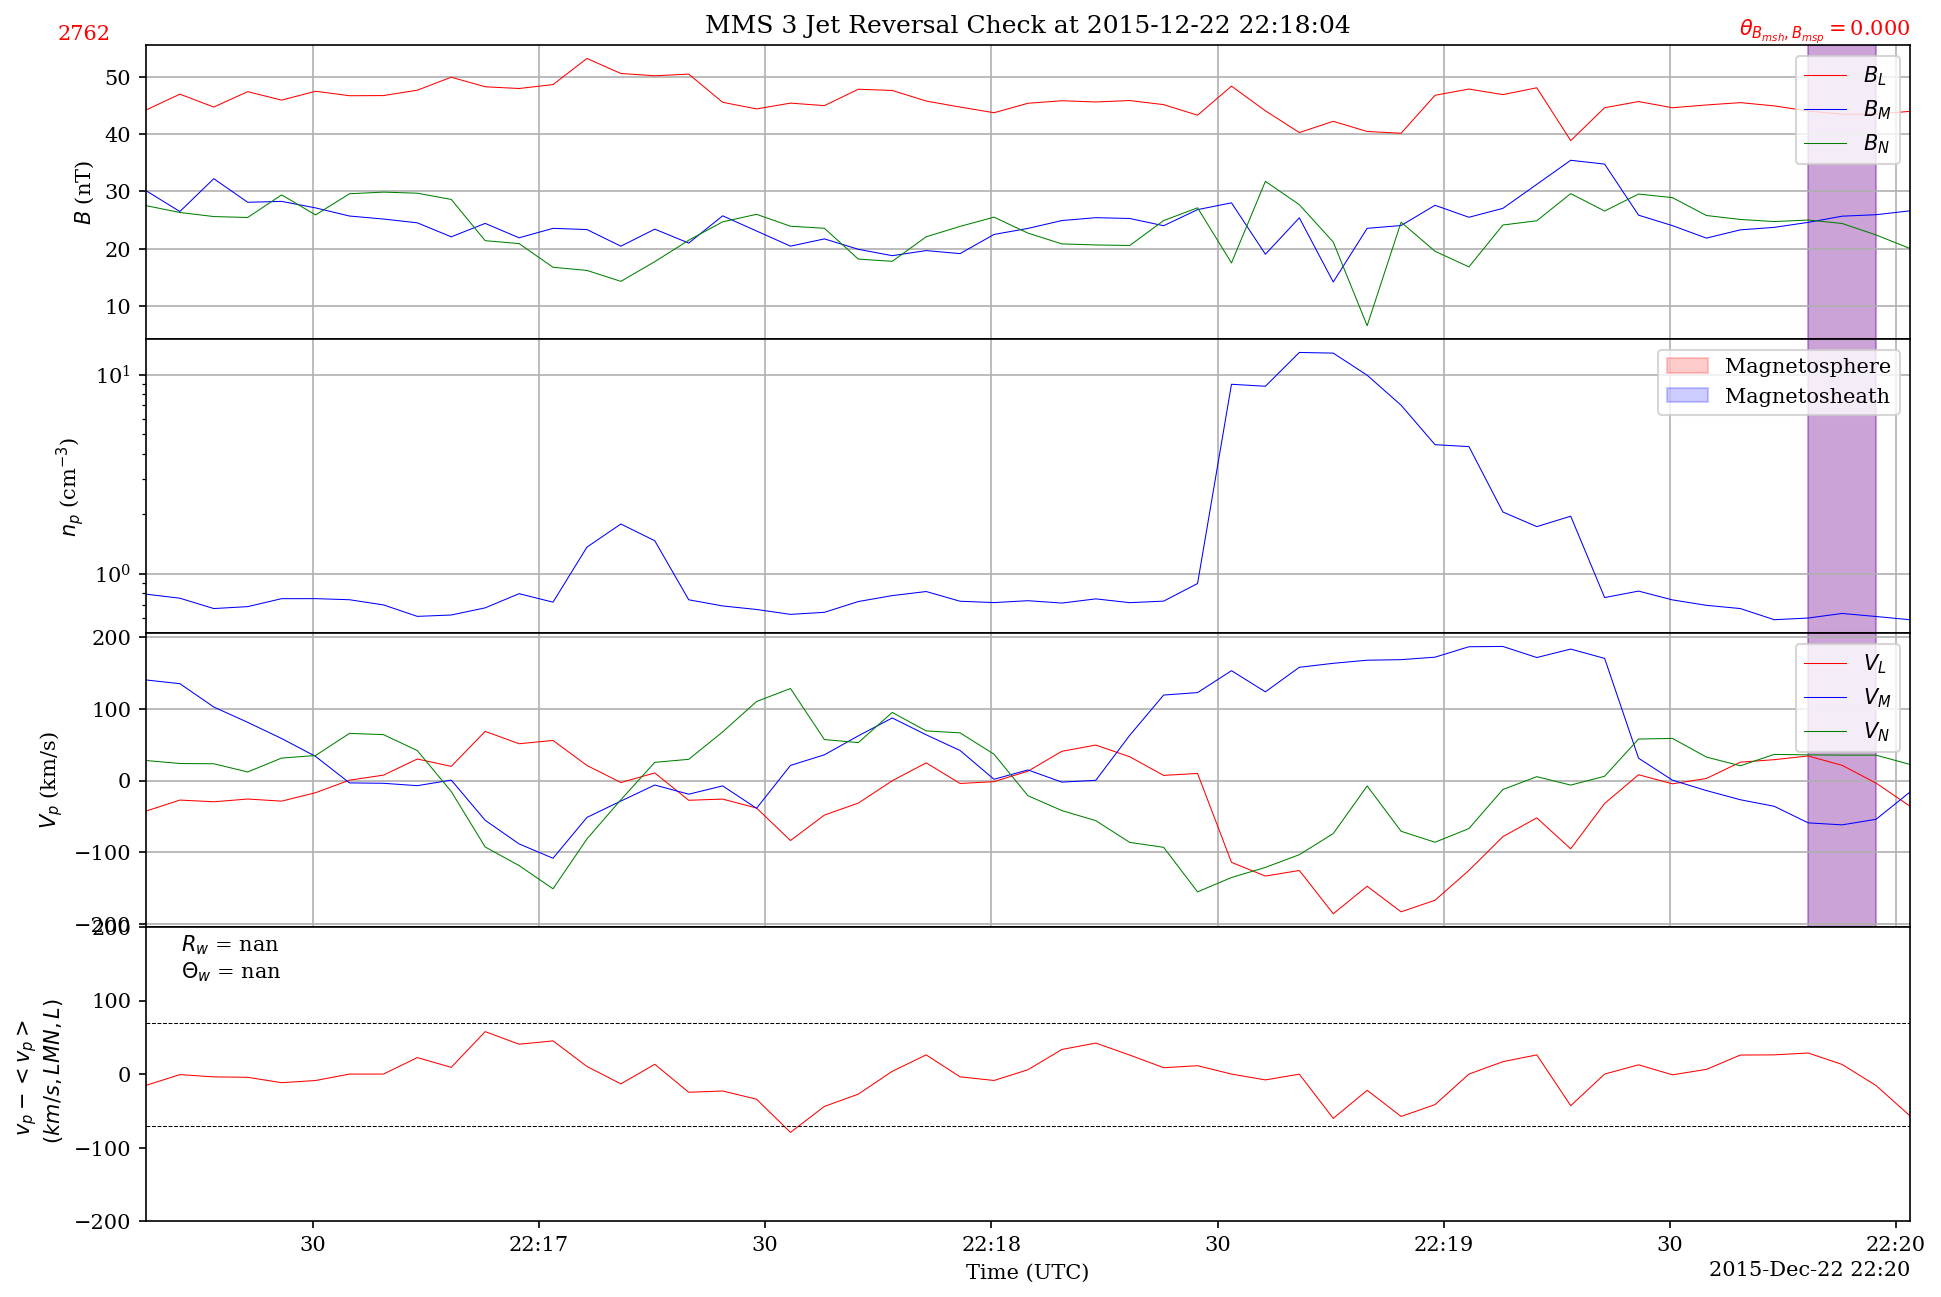 2762
MMS 3 Jet Reversal Check at 2015-12-22 22:18:04
θ_{B_{msh}, B_{msp}} = 0.000
50
40
30
20
10
B (nT)
B_L
B_M
B_N
10^1
10^0
n_p (cm^{-3})
Magnetosphere
Magnetosheath
200
100
0
−100
−200
V_p (km/s)
V_L
V_M
V_N
200
100
0
−100
−200
v_p − < v_p >
(km/s, LMN, L)
R_w = nan
Θ_w = nan
30
22:17
30
22:18
30
22:19
30
22:20
Time (UTC)
2015-Dec-22 22:20